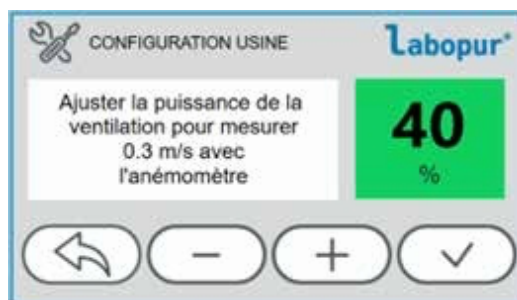 CONFIGURATION USINE
Labopur
Ajuster la puissance de la
ventilation pour mesurer
0.3 m/s avec
l'anémomètre
40
%